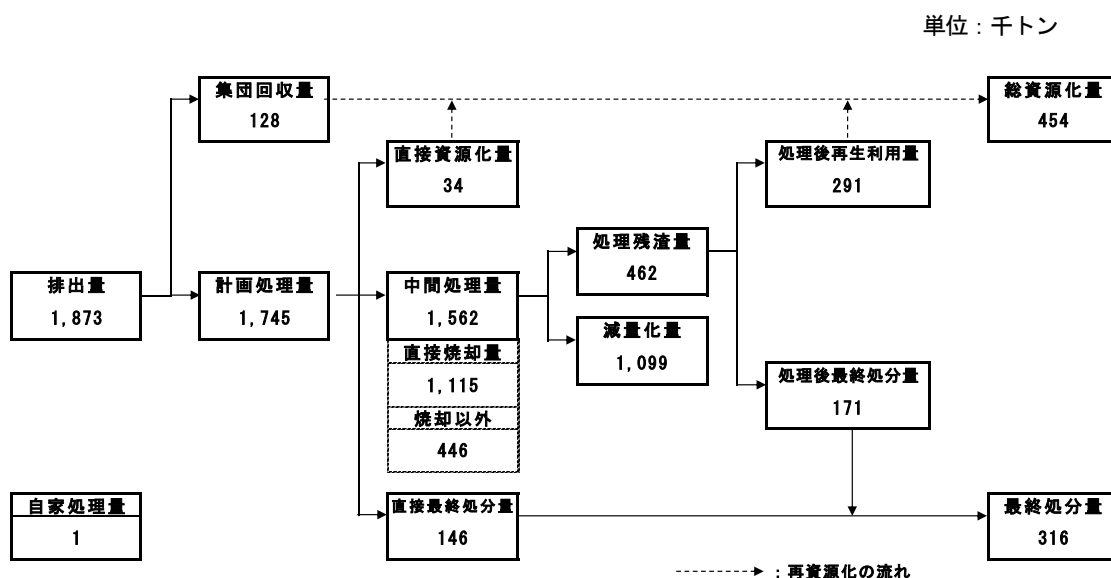 単位：千トン
集団回収量
128
総資源化量
454
直接資源化量
34
処理後再生利用量
291
処理残渣量
462
排出量
1,873
計画処理量
1,745
中間処理量
1,562
減量化量
1,099
直接焼却量
1,115
処理後最終処分量
171
焼却以外
446
自家処理量
1
直接最終処分量
146
最終処分量
316
：再資源化の流れ